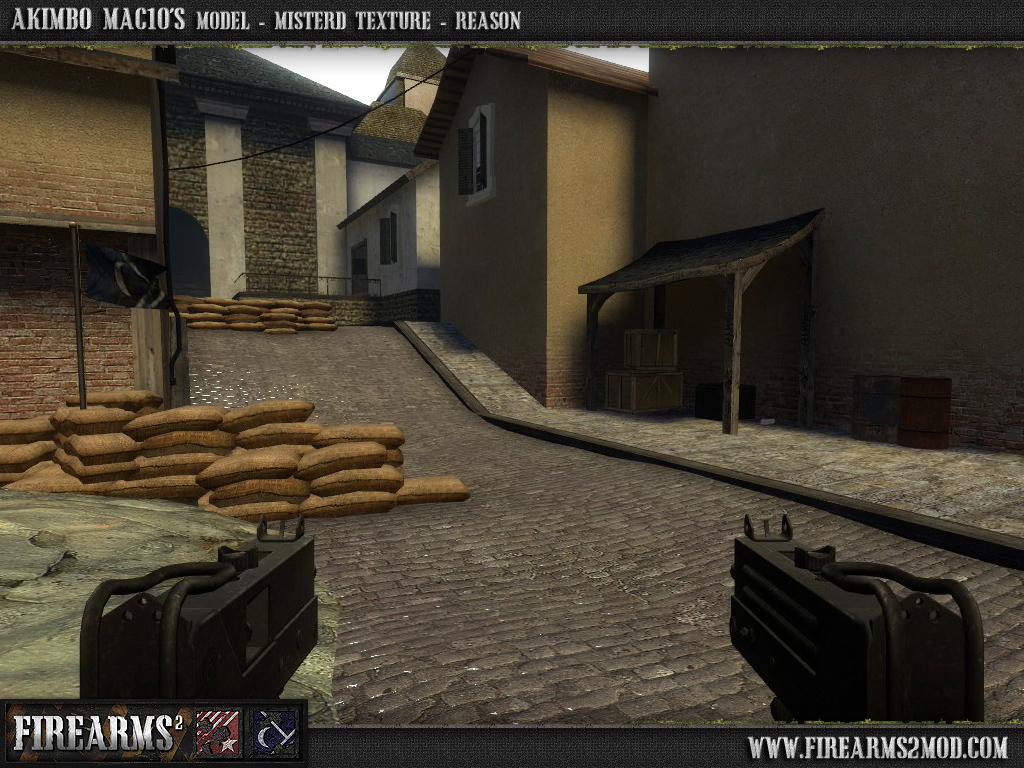 AKIMBO MAC10'S MODEL - MISTERD TEXTURE - REASON
FIREARMS2
WWW.FIREARMS2MOD.COM